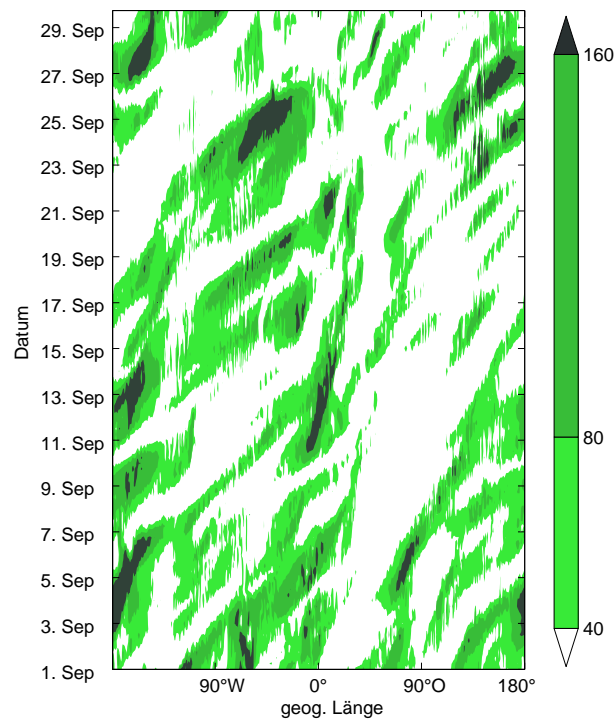 29. Sep
27. Sep
25. Sep
23. Sep
21. Sep
19. Sep
17. Sep
15. Sep
13. Sep
11. Sep
9. Sep
7. Sep
5. Sep
3. Sep
1. Sep
Datum
90°W 0° 90°O 180°
geog. Länge
160
80
40